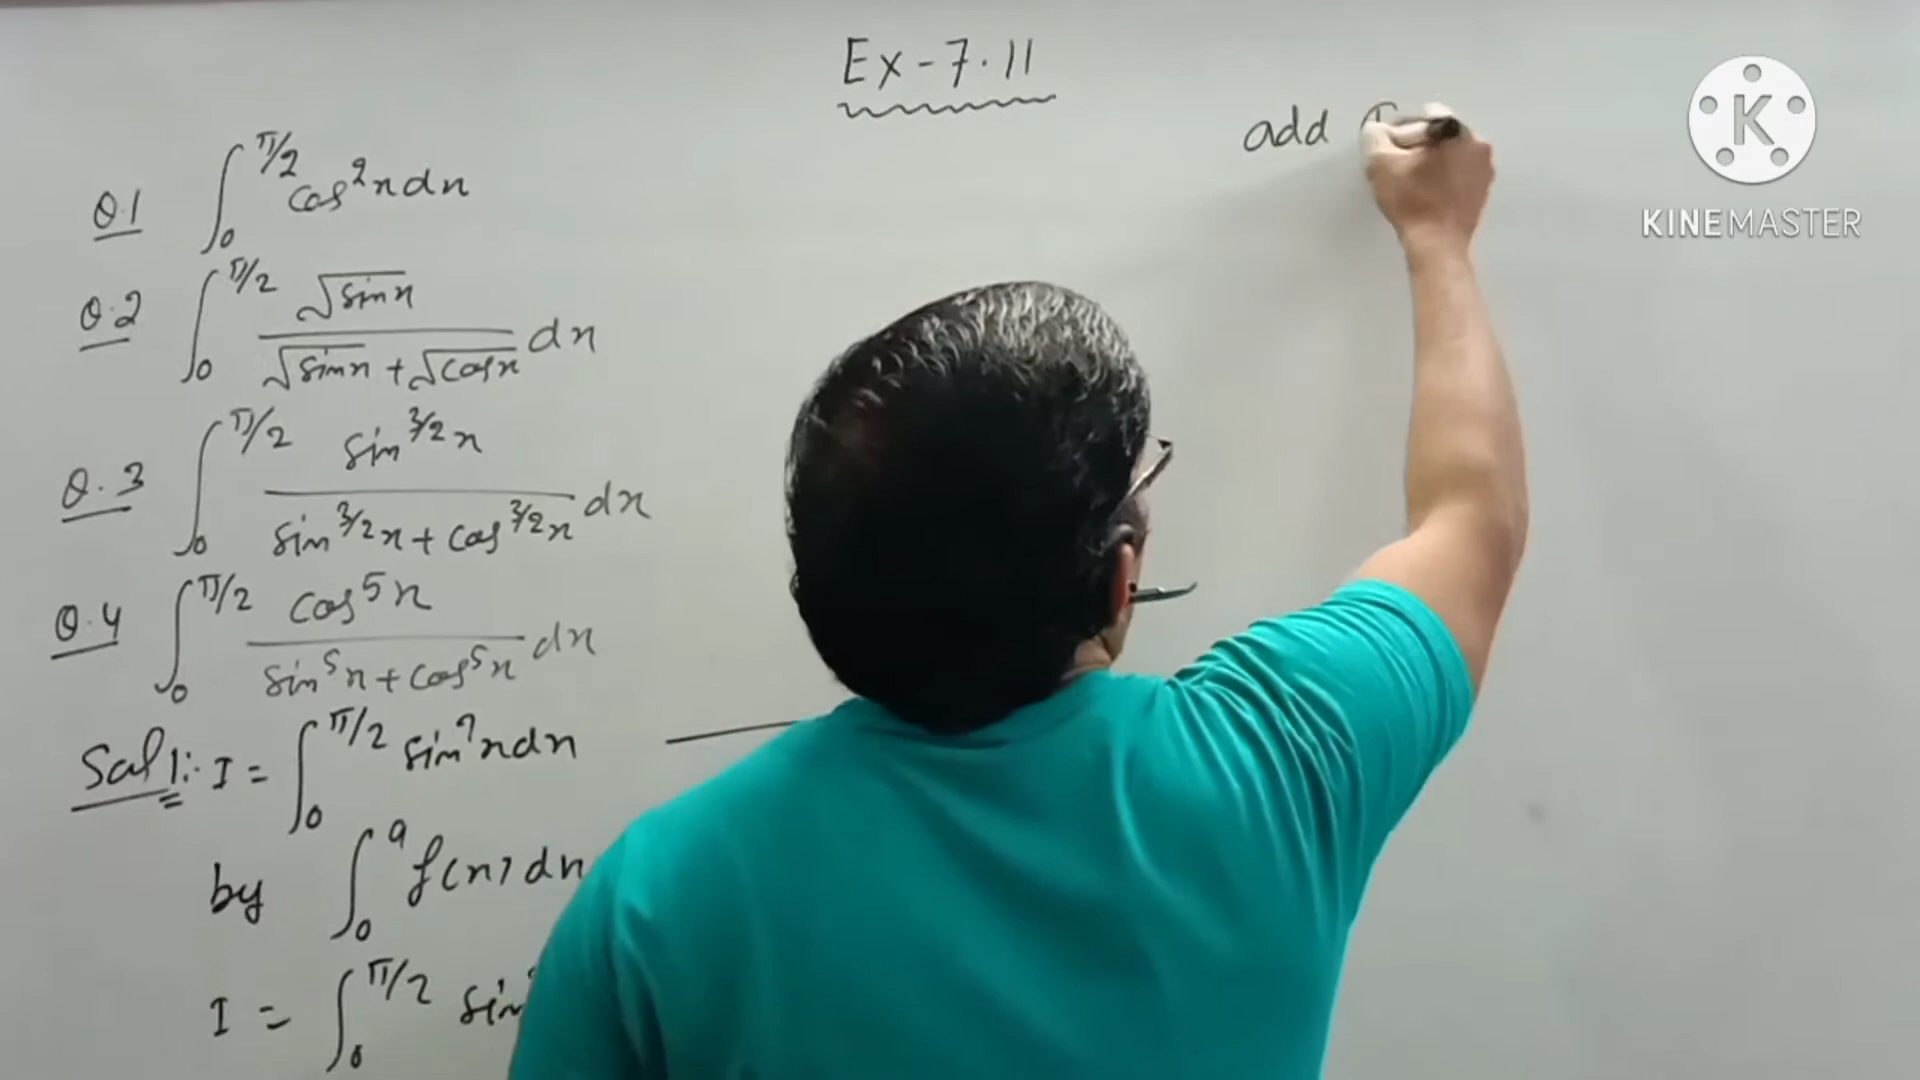 Ex-7.11
add
Q.1 ∫₀^π/2 cos²x dx
Q.2 ∫₀^π/2 √sinx / (√sinx + √cosx) dx
Q.3 ∫₀^π/2 sin^3/2 x / (sin^3/2 x + cos^3/2 x) dx
Q.4 ∫₀^π/2 cos⁵x / (sin⁵x + cos⁵x) dx
Sol 1:- I = ∫₀^π/2 sin²x dx
by ∫₀^a f(x) dx
I = ∫₀^π/2 sin
KINEMASTER